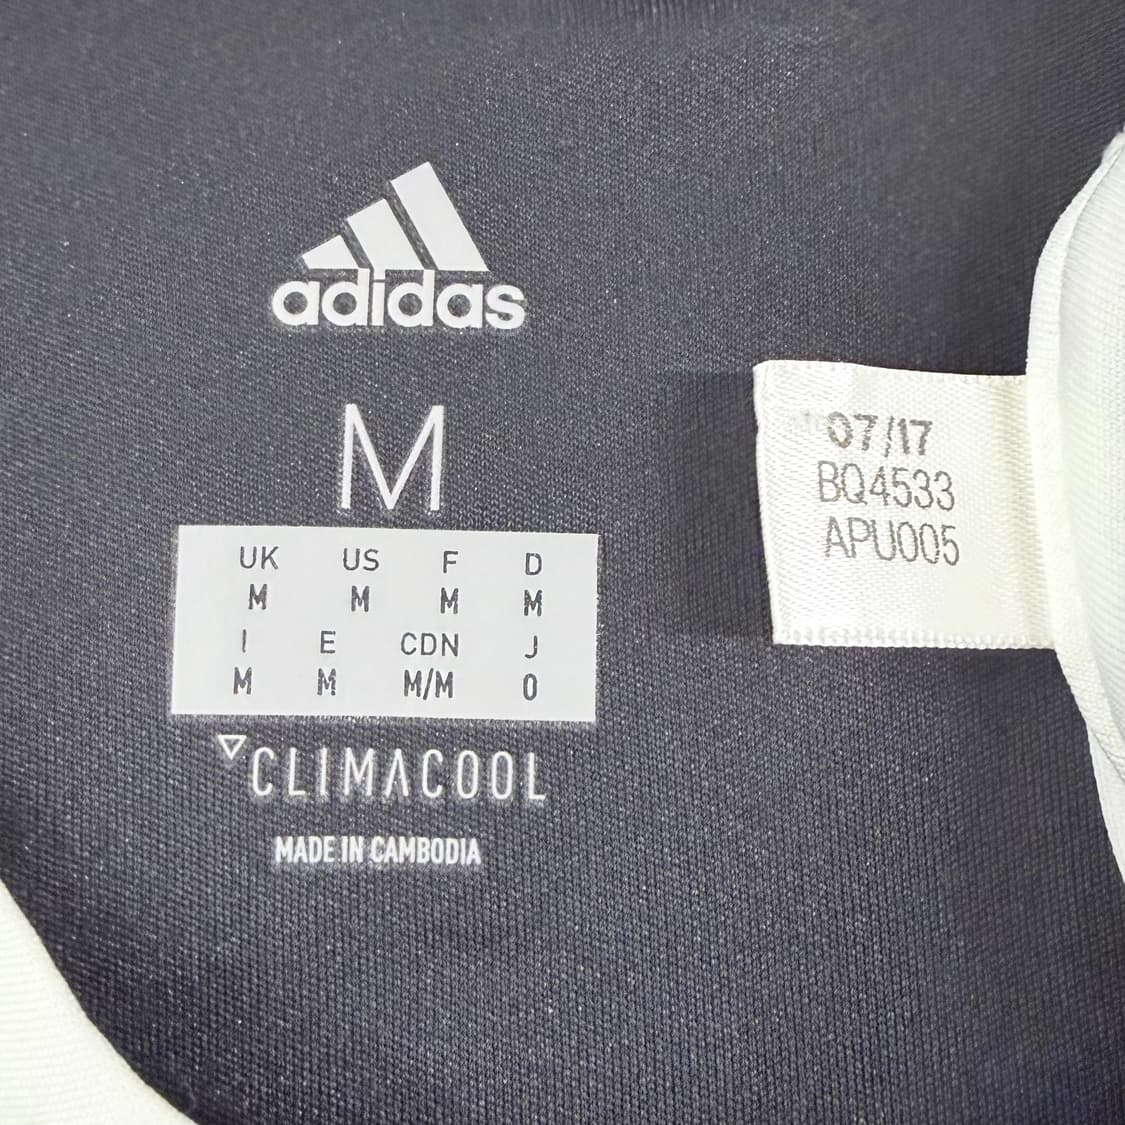 adidas
M
UK US F D
M M M M
I E CDN J
M M M/M O
CLIMACOOL
MADE IN CAMBODIA
07/17
BQ4533
APU005